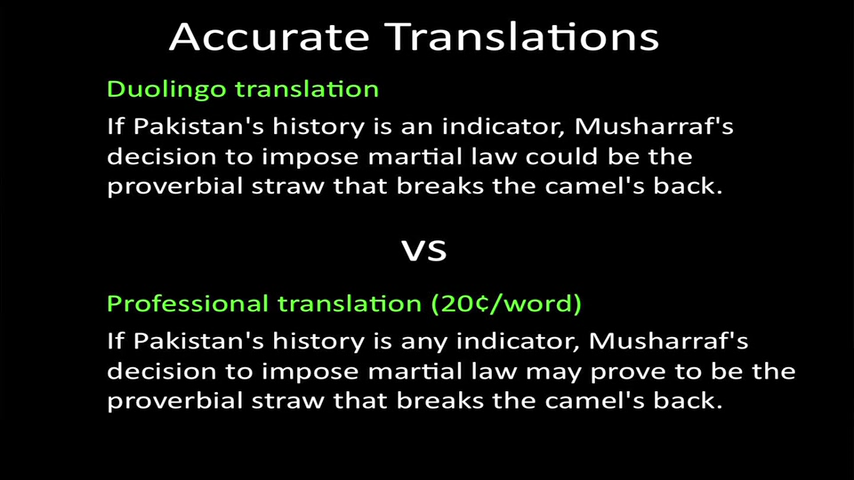 Accurate Translations
Duolingo translation
If Pakistan's history is an indicator, Musharraf's
decision to impose martial law could be the
proverbial straw that breaks the camel's back.
vs
Professional translation (20¢/word)
If Pakistan's history is any indicator, Musharraf's
decision to impose martial law may prove to be the
proverbial straw that breaks the camel's back.